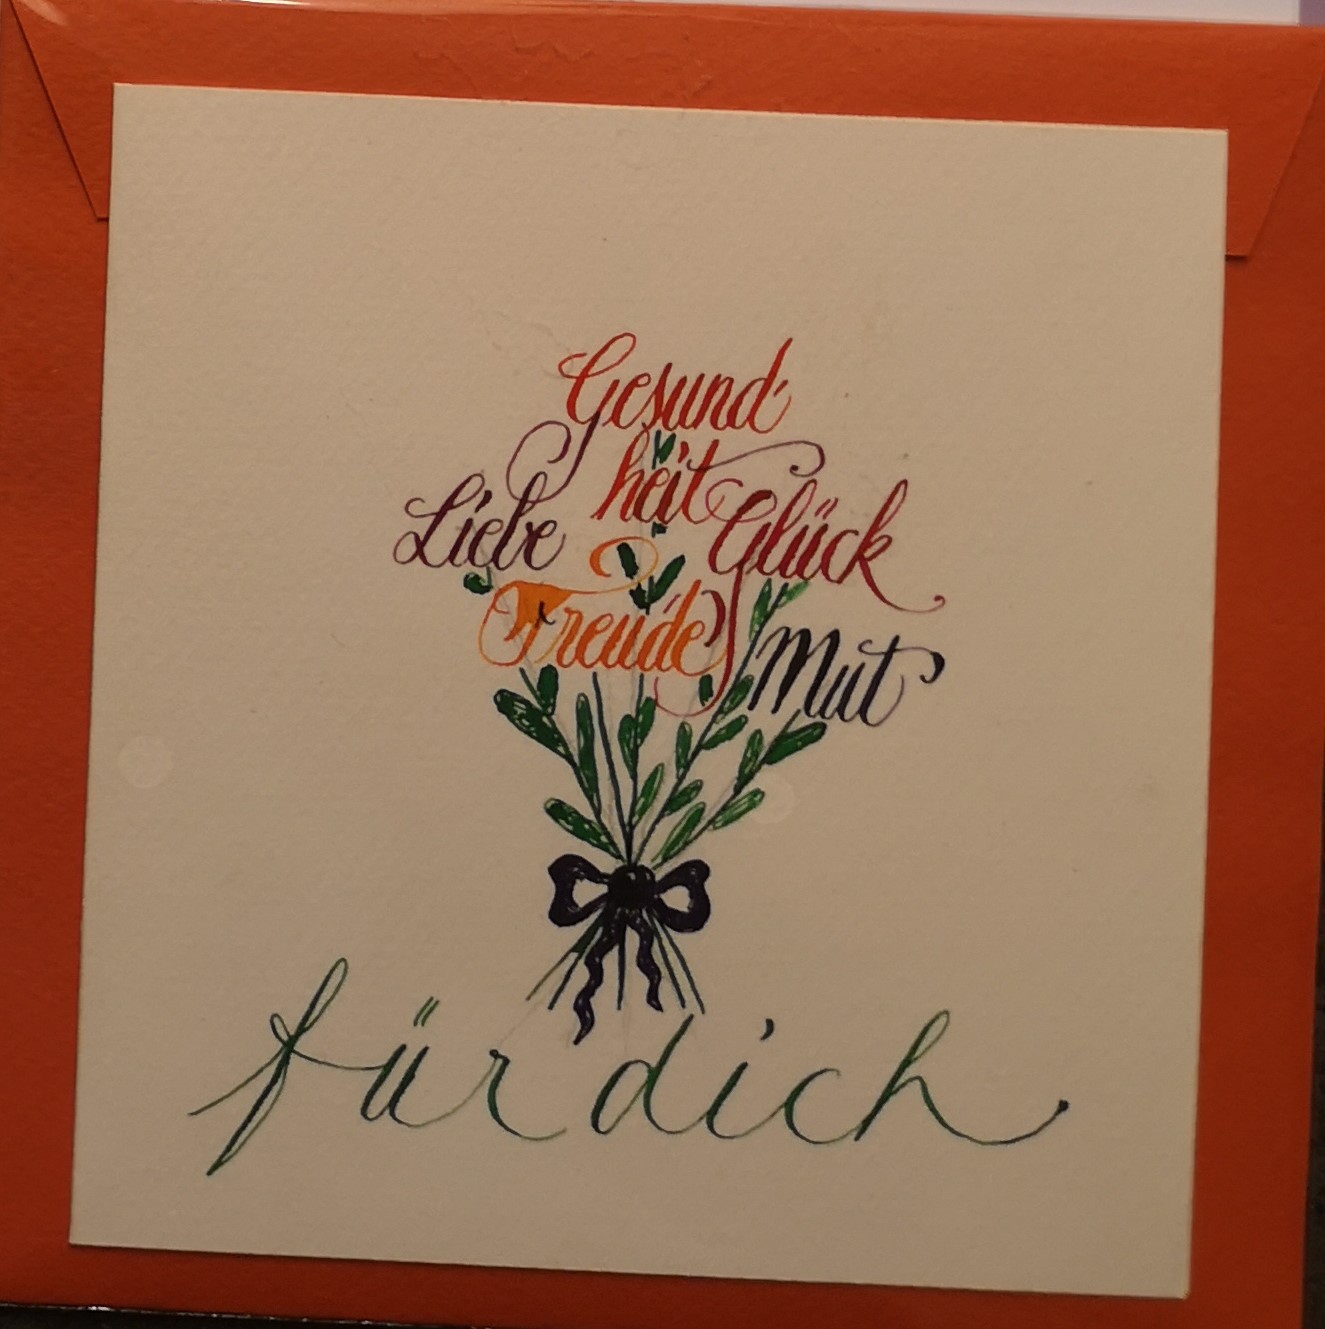 Gesund-
heit
Liebe
Glück
Freude
Mut
für dich